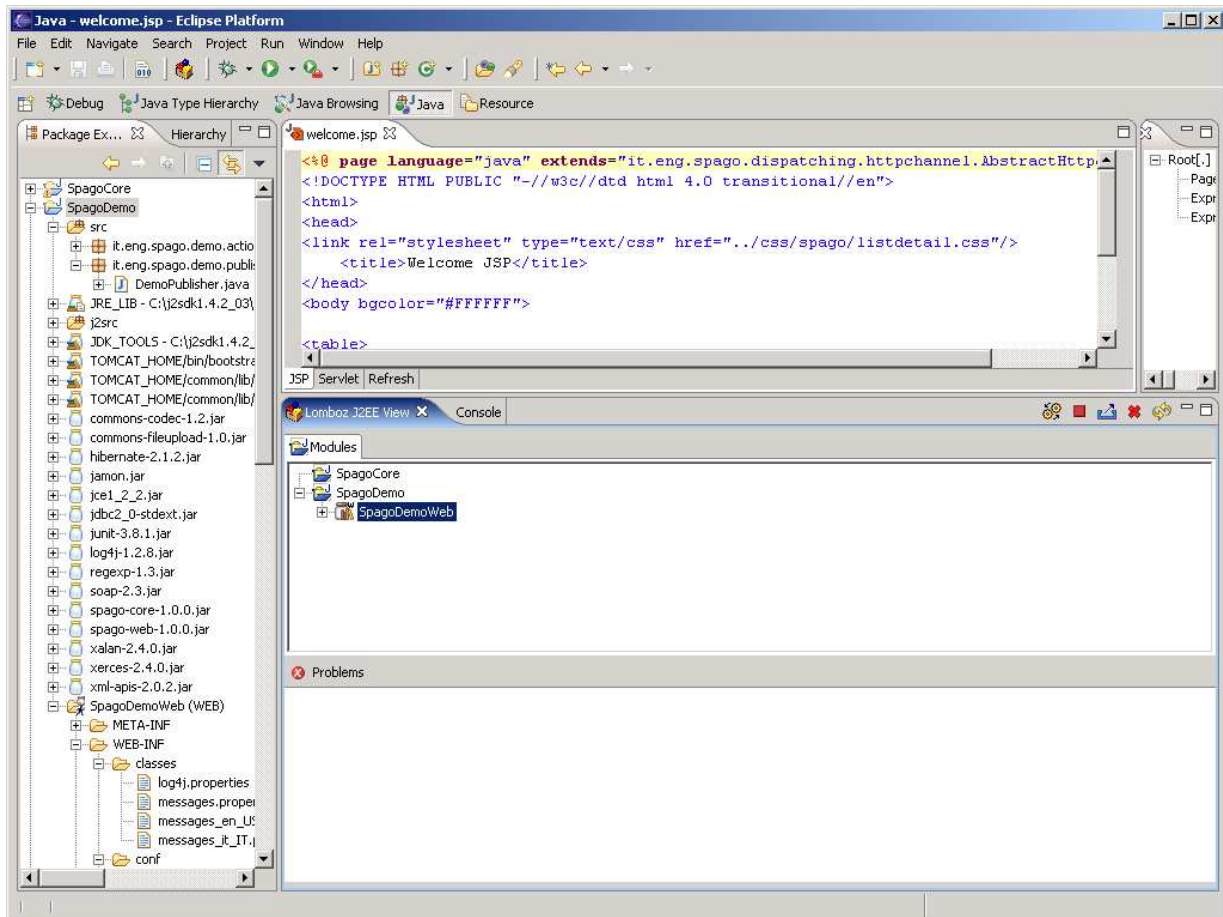 Java - welcome.jsp - Eclipse Platform
File Edit Navigate Search Project Run Window Help
Debug Java Type Hierarchy Java Browsing Java Resource
Package Ex... Hierarchy
SpagoCore
SpagoDemo
src
it.eng.spago.demo.actio
it.eng.spago.demo.publi
DemoPublisher.java
JRE_LIB - C:\j2sdk1.4.2_03\
j2src
JDK_TOOLS - C:\j2sdk1.4.2_
TOMCAT_HOME/bin/bootstra
TOMCAT_HOME/common/lib/
TOMCAT_HOME/common/lib/
commons-codec-1.2.jar
commons-fileupload-1.0.jar
hibernate-2.1.2.jar
jamon.jar
jce1_2_2.jar
jdbc2_0-stdext.jar
junit-3.8.1.jar
log4j-1.2.8.jar
regexp-1.3.jar
soap-2.3.jar
spago-core-1.0.0.jar
spago-web-1.0.0.jar
xalan-2.4.0.jar
xerces-2.4.0.jar
xml-apis-2.0.2.jar
SpagoDemoWeb (WEB)
META-INF
WEB-INF
classes
log4j.properties
messages.proper
messages_en_US
messages_it_IT.p
conf
welcome.jsp
<%@ page language="java" extends="it.eng.spago.dispatching.httpchannel.AbstractHttp
<!DOCTYPE HTML PUBLIC "-//w3c//dtd html 4.0 transitional//en">
<html>
<head>
<link rel="stylesheet" type="text/css" href="../css/spago/listdetail.css"/>
<title>Welcome JSP</title>
</head>
<body bgcolor="#FFFFFF">
<table>
JSP Servlet Refresh
Root[.]
Page
Expr
Expr
Lomboz J2EE View Console
Modules
SpagoCore
SpagoDemo
SpagoDemoWeb
Problems